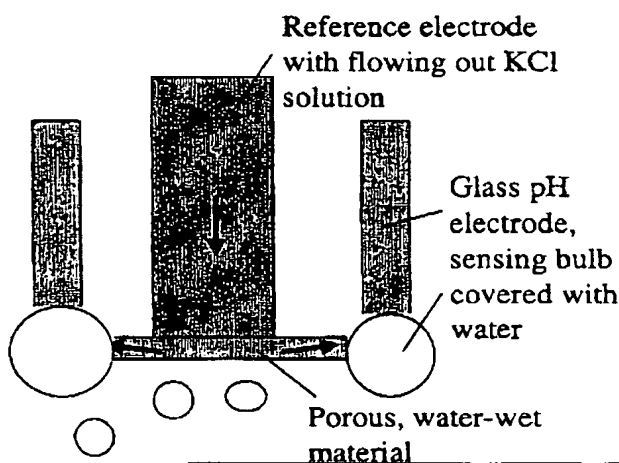 Reference electrode
with flowing out KCl
solution
Glass pH
electrode,
sensing bulb
covered with
water
Porous, water-wet
material